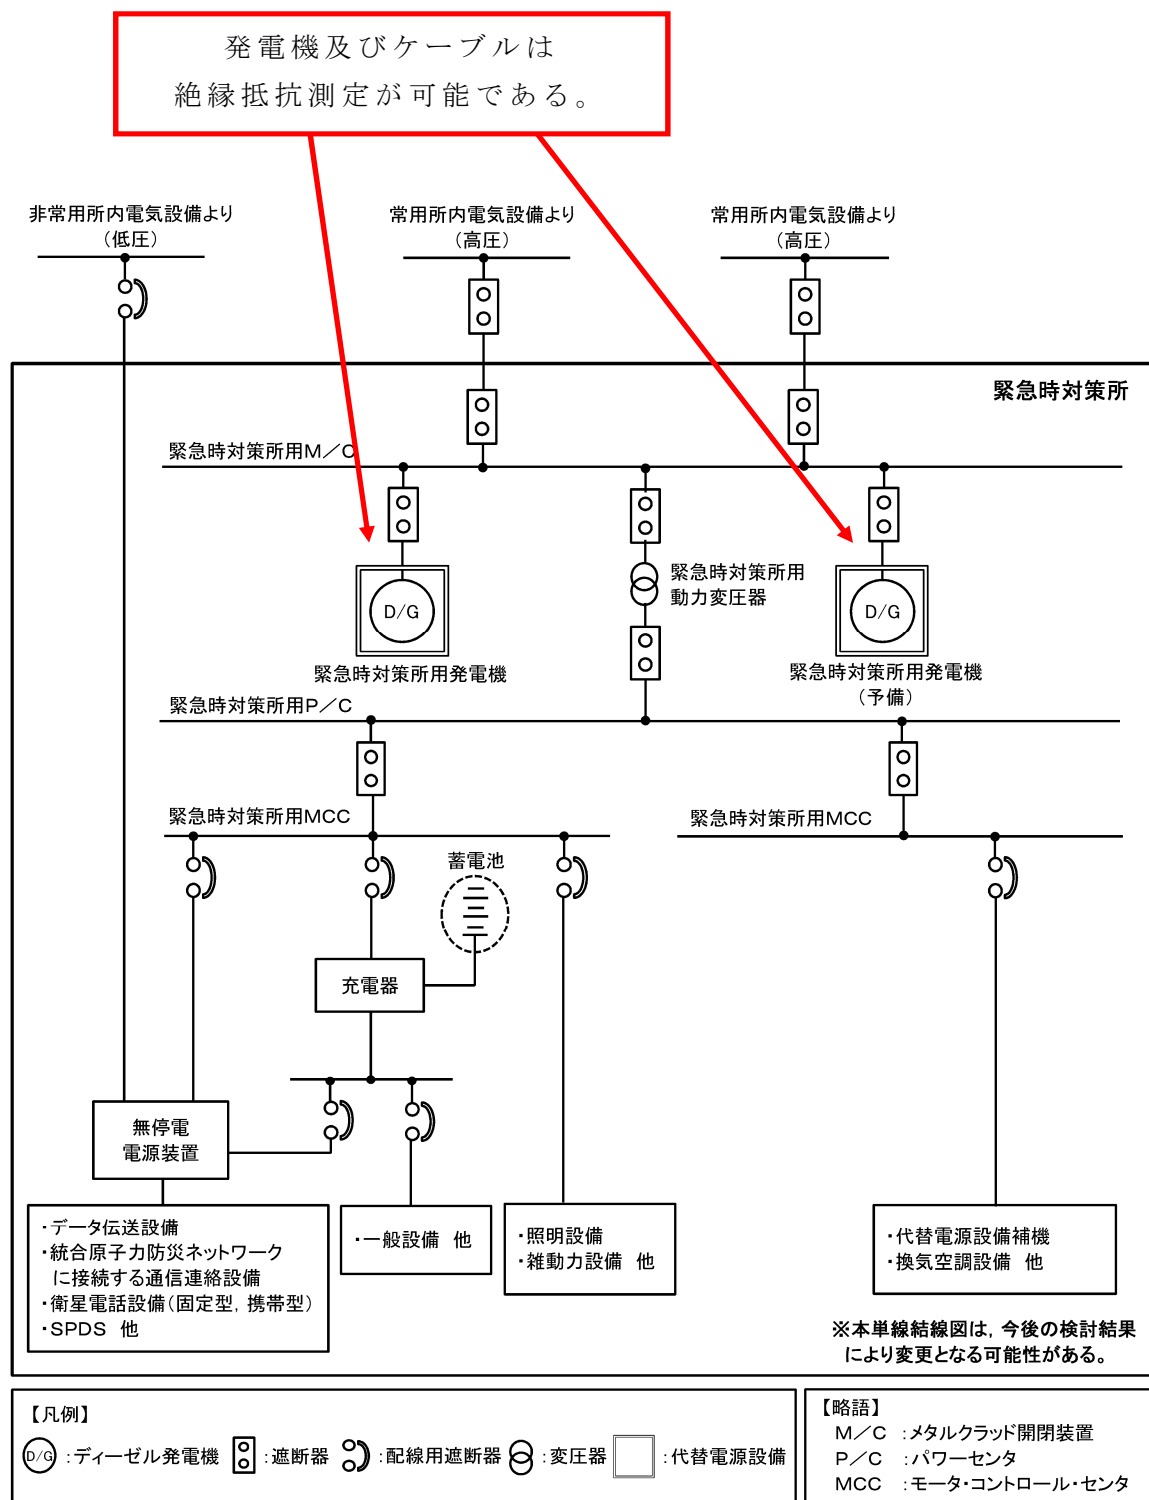 発電機及びケーブルは
絶縁抵抗測定が可能である。
非常用所内電気設備より
（低圧）
常用所内電気設備より
（高圧）
常用所内電気設備より
（高圧）
緊急時対策所
緊急時対策所用M／C
D/G
緊急時対策所用発電機
緊急時対策所用
動力変圧器
D/G
緊急時対策所用発電機
（予備）
緊急時対策所用P／C
緊急時対策所用MCC
緊急時対策所用MCC
蓄電池
充電器
無停電
電源装置
・データ伝送設備
・統合原子力防災ネットワーク
に接続する通信連絡設備
・衛星電話設備（固定型，携帯型）
・SPDS 他
・一般設備 他
・照明設備
・雑動力設備 他
・代替電源設備補機
・換気空調設備 他
※本単線結線図は，今後の検討結果
により変更となる可能性がある。
【凡例】
D/G ：ディーゼル発電機 ：遮断器 ：配線用遮断器 ：変圧器 ：代替電源設備
【略語】
M／C ：メタルクラッド開閉装置
P／C ：パワーセンタ
MCC ：モータ・コントロール・センタ